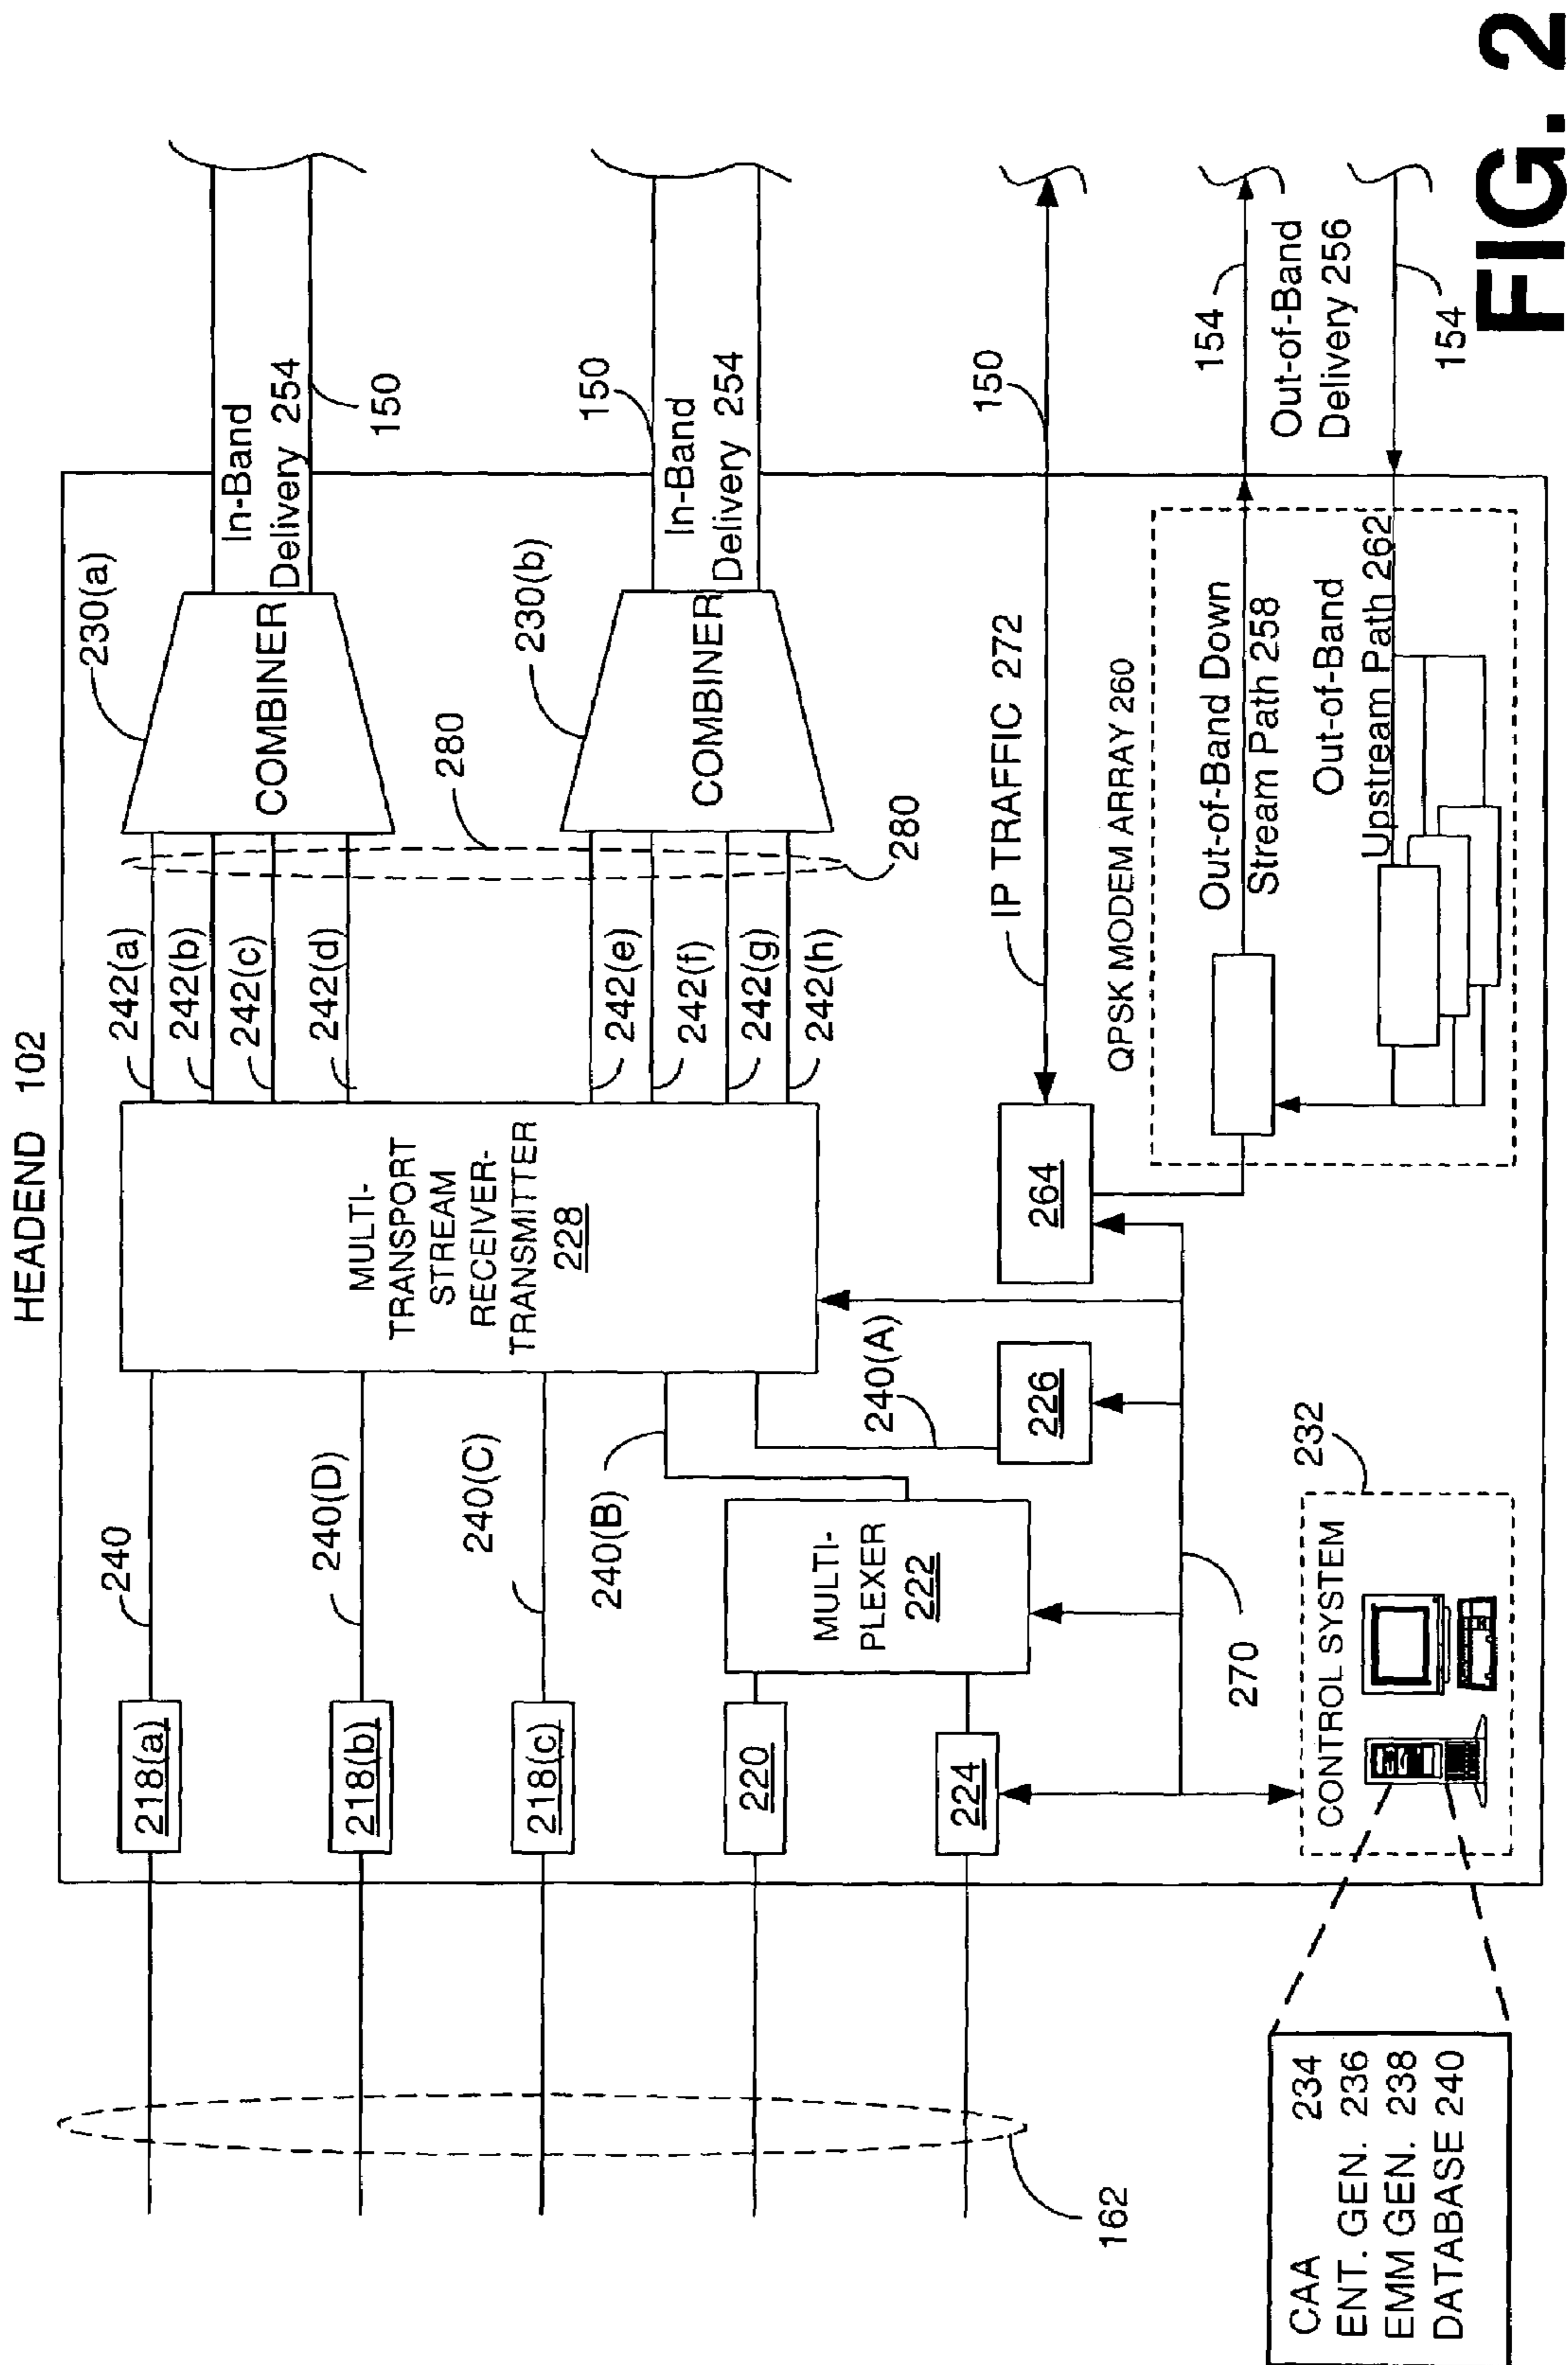 HEADEND 102
230(a)
In-Band
Delivery 254
150
COMBINER
242(a)
242(b)
242(c)
242(d)
280
230(b)
In-Band
Delivery 254
150
COMBINER
242(e)
242(f)
242(g)
242(h)
280
MULTI-
TRANSPORT
STREAM
RECEIVER-
TRANSMITTER
228
240
240(D)
240(C)
240(B)
240(A)
218(a)
218(b)
218(c)
220
224
MULTI-
PLEXER
222
226
264
IP TRAFFIC 272
150
QPSK MODEM ARRAY 260
Out-of-Band Down
Stream Path 258
Out-of-Band
Upstream Path 262
154
Out-of-Band
Delivery 256
154
270
232
CONTROL SYSTEM
162
CAA 234
ENT. GEN. 236
EMM GEN. 238
DATABASE 240
FIG. 2